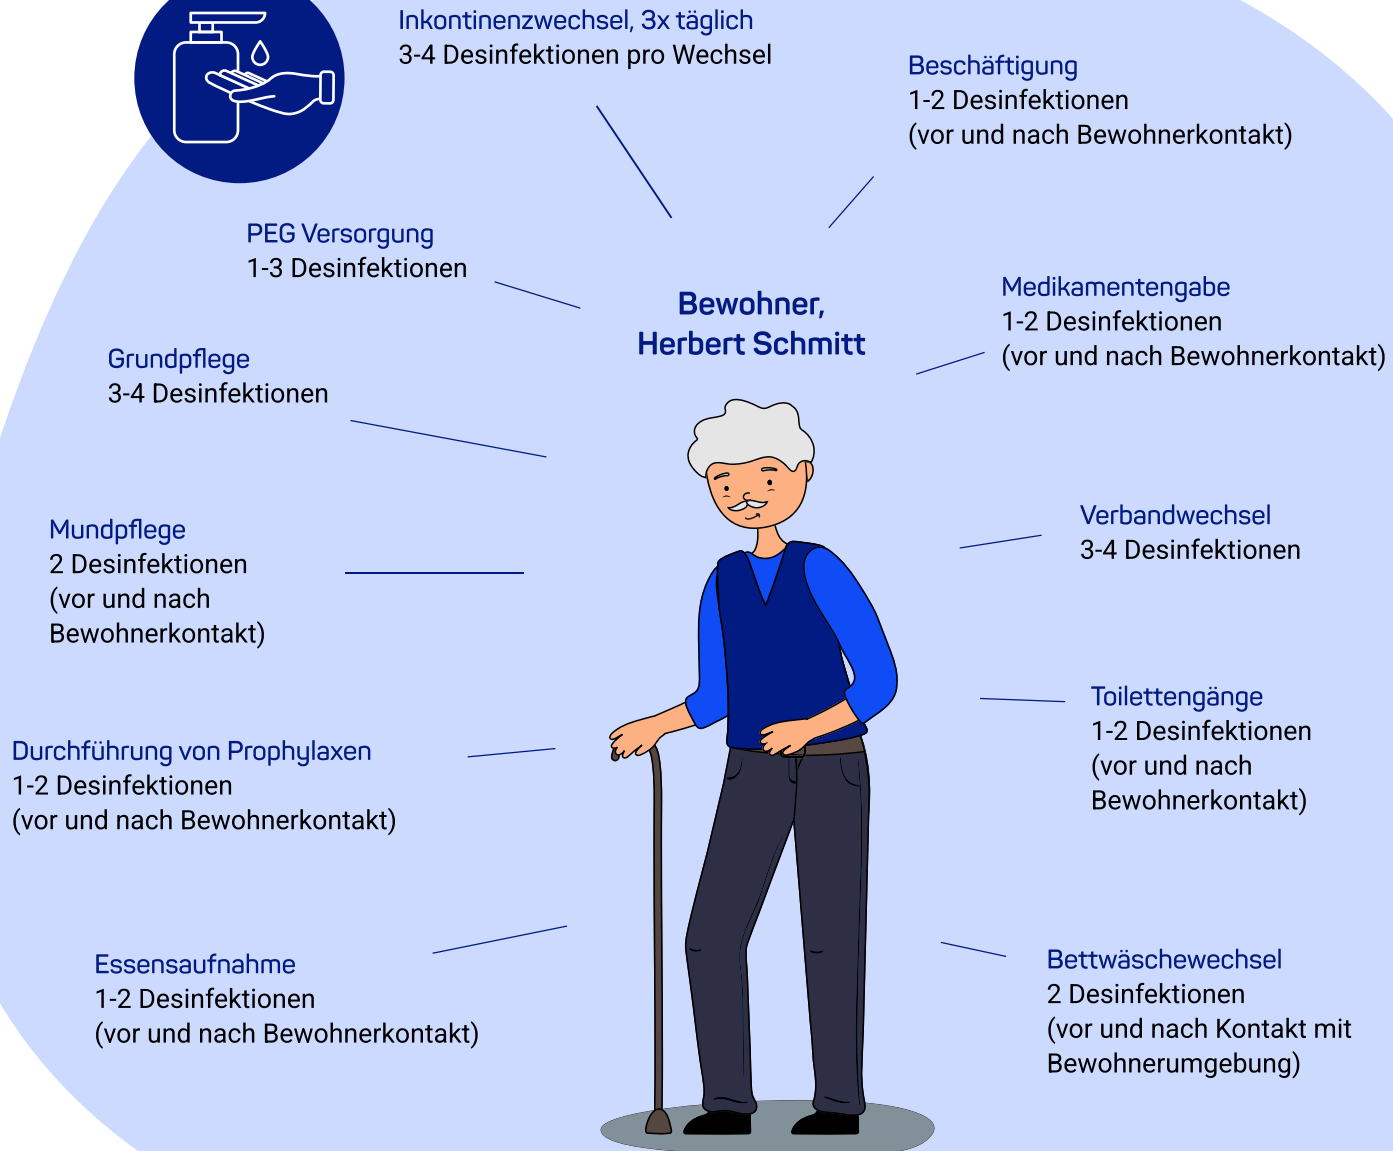 Inkontinenzwechsel, 3x täglich
3-4 Desinfektionen pro Wechsel
Beschäftigung
1-2 Desinfektionen
(vor und nach Bewohnerkontakt)
PEG Versorgung
1-3 Desinfektionen
Bewohner,
Herbert Schmitt
Medikamentengabe
1-2 Desinfektionen
(vor und nach Bewohnerkontakt)
Grundpflege
3-4 Desinfektionen
Mundpflege
2 Desinfektionen
(vor und nach
Bewohnerkontakt)
Verbandwechsel
3-4 Desinfektionen
Toilettengänge
1-2 Desinfektionen
(vor und nach
Bewohnerkontakt)
Durchführung von Prophylaxen
1-2 Desinfektionen
(vor und nach Bewohnerkontakt)
Essensaufnahme
1-2 Desinfektionen
(vor und nach Bewohnerkontakt)
Bettwäschewechsel
2 Desinfektionen
(vor und nach Kontakt mit
Bewohnerumgebung)